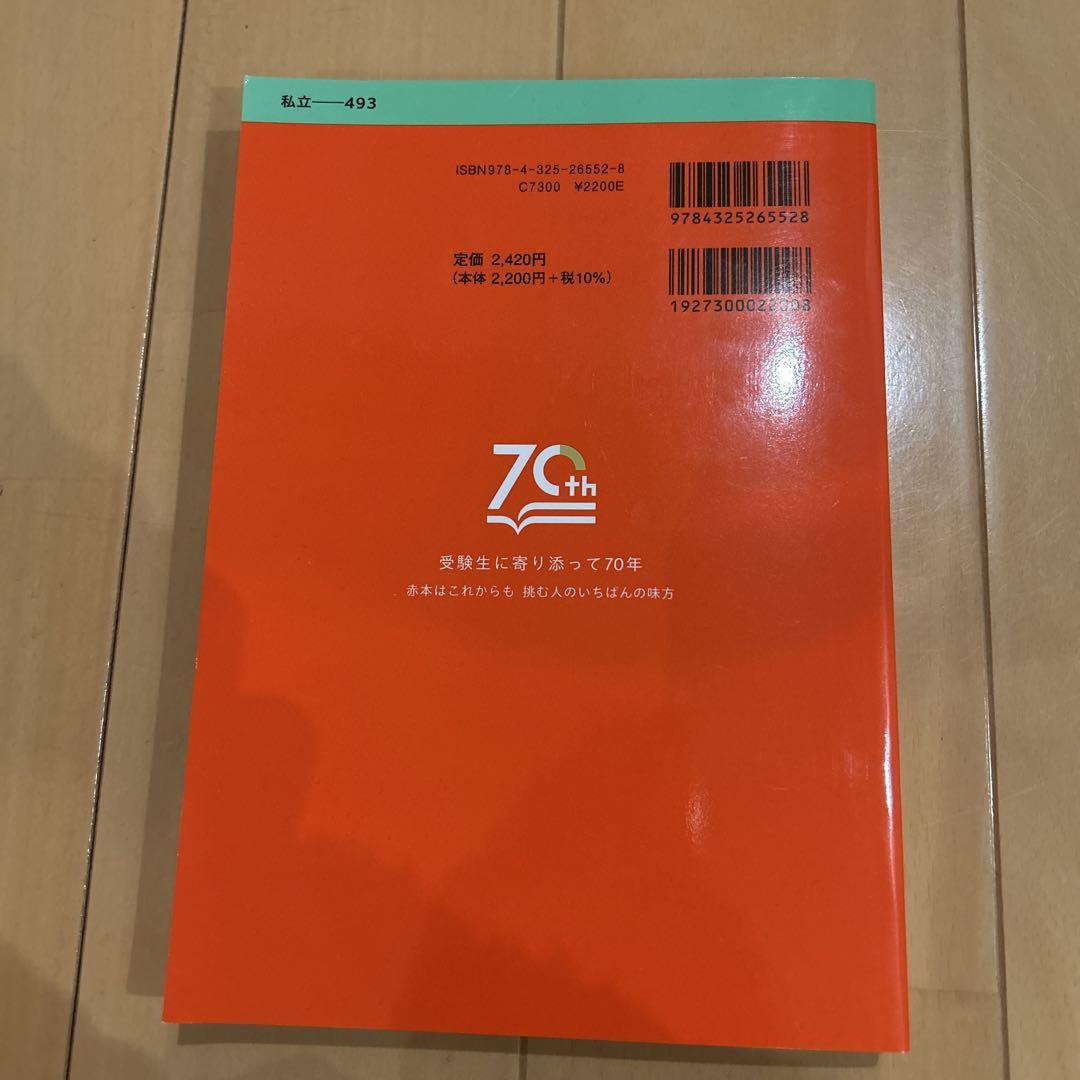 私立――493
ISBN978-4-325-26552-8
C7300 ¥2200E
9784325265528
定価 2,420円
(本体 2,200円+税10%)
1927300022008
70th
受験生に寄り添って70年
赤本はこれからも 挑む人のいちばんの味方